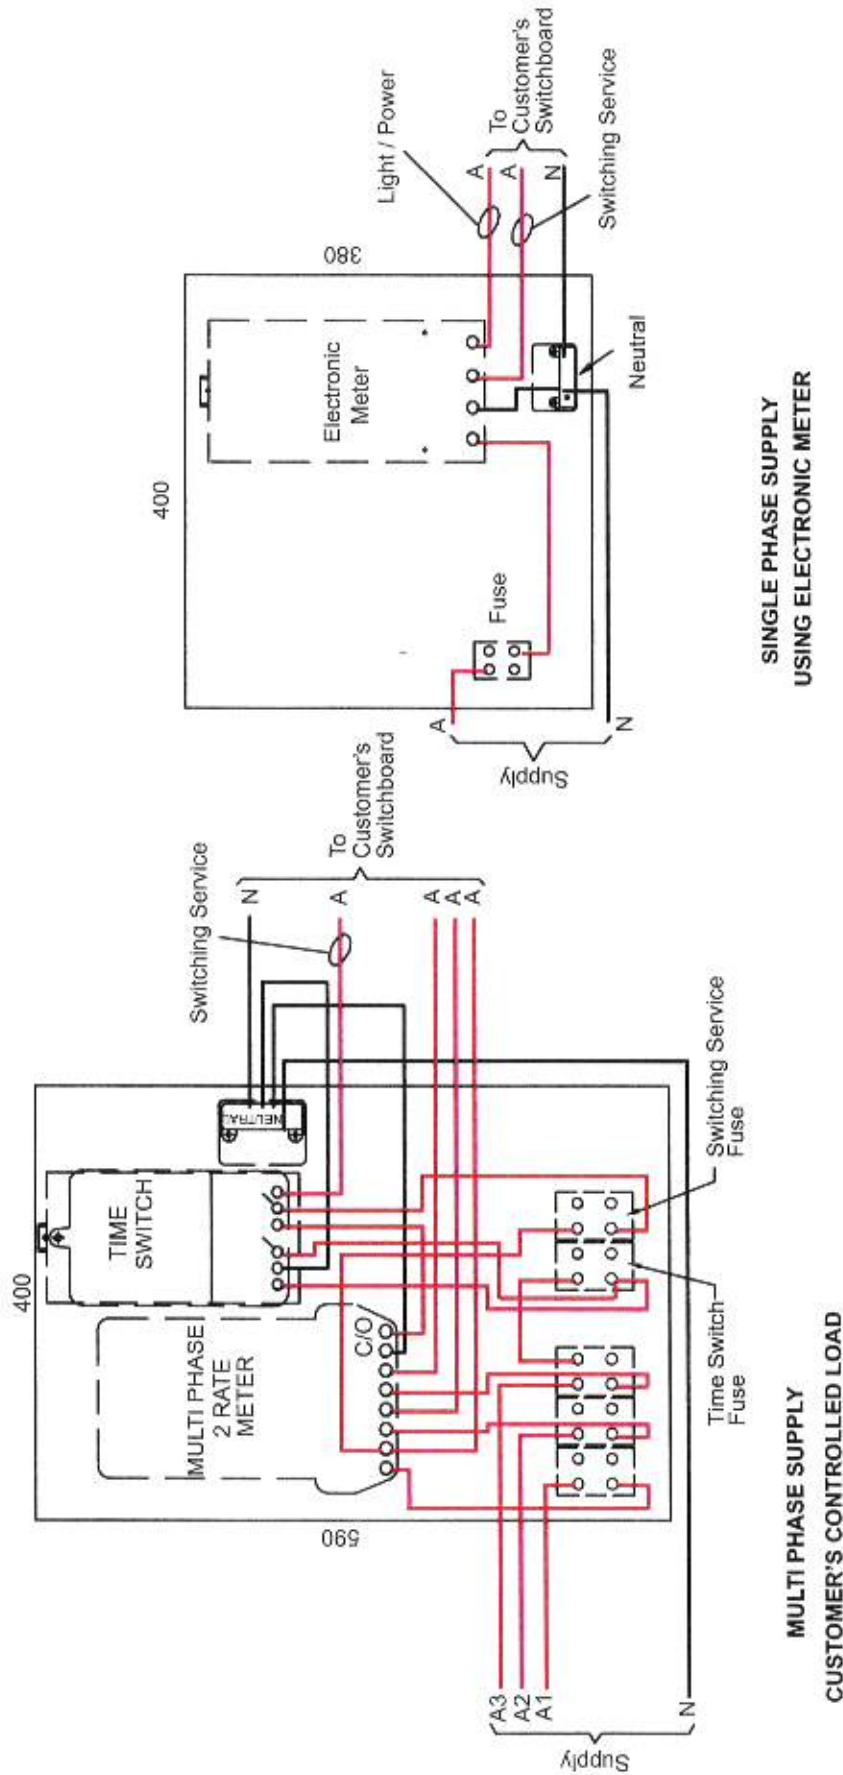 400
590
TIME
SWITCH
MULTI PHASE
2 RATE
METER
C/O
NEUTRAL
Switching Service
N
A
A
A
A
To
Customer's
Switchboard
Switching Service
Fuse
Time Switch
Fuse
A3
A2
A1
N
Supply
MULTI PHASE SUPPLY
CUSTOMER'S CONTROLLED LOAD
400
380
Electronic
Meter
Fuse
Neutral
Light / Power
A
A
N
To
Customer's
Switchboard
Switching Service
A
N
Supply
SINGLE PHASE SUPPLY
USING ELECTRONIC METER